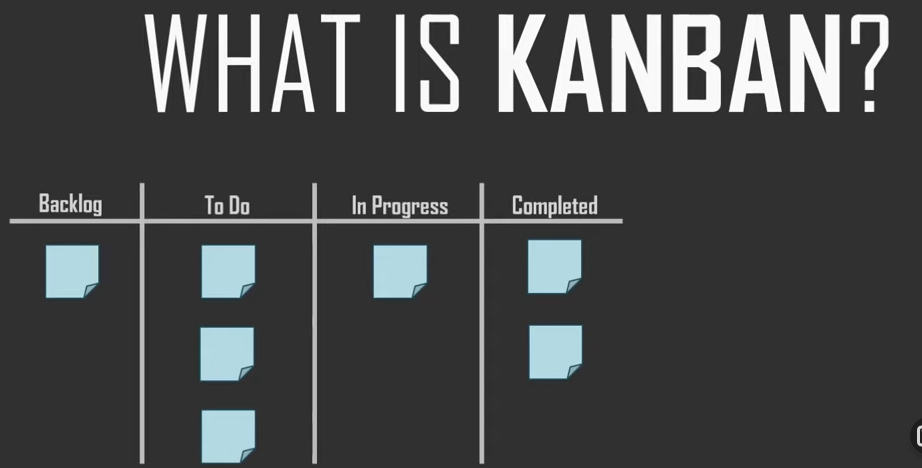 WHAT IS KANBAN?
Backlog To Do In Progress Completed